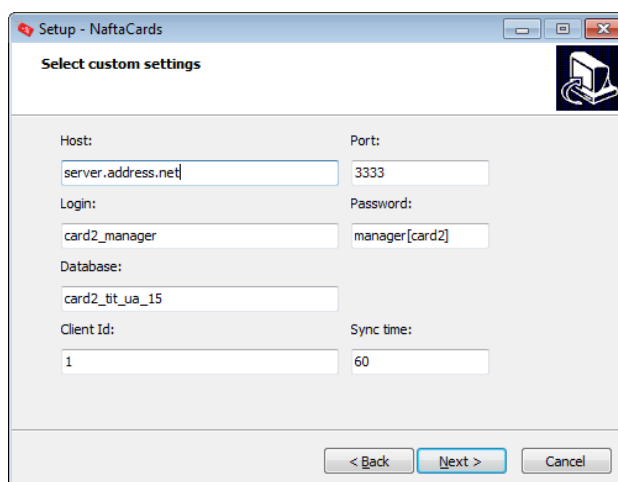 Setup - NaftaCards
Select custom settings
Host: Port:
server.address.net 3333
Login: Password:
card2_manager manager[card2]
Database:
card2_tit_ua_15
Client Id: Sync time:
1 60
< Back Next > Cancel